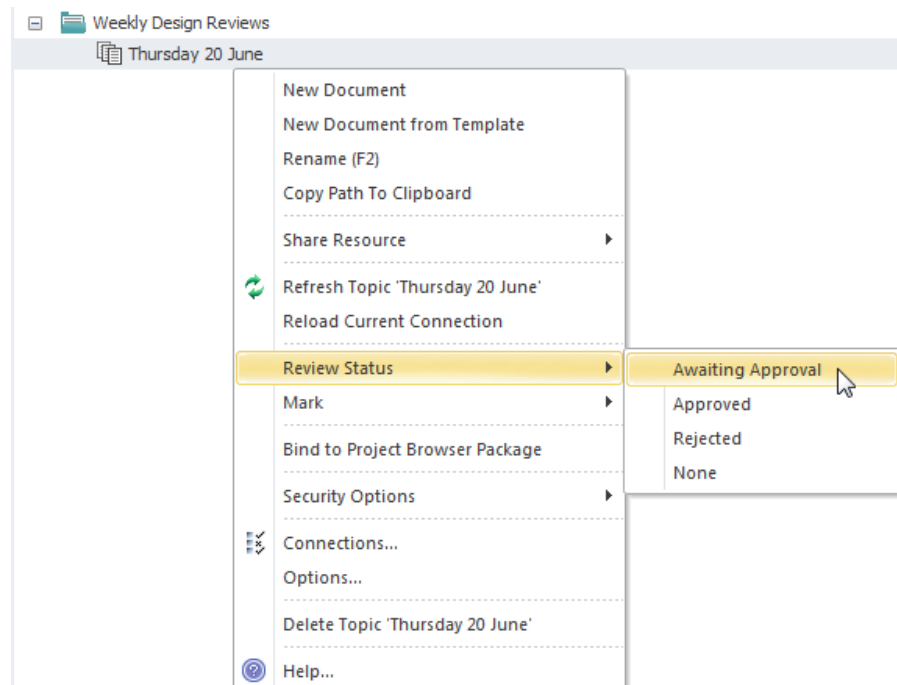 Weekly Design Reviews
Thursday 20 June
New Document
New Document from Template
Rename (F2)
Copy Path To Clipboard
Share Resource
Refresh Topic 'Thursday 20 June'
Reload Current Connection
Review Status
Awaiting Approval
Mark
Approved
Rejected
Bind to Project Browser Package
None
Security Options
Connections...
Options...
Delete Topic 'Thursday 20 June'
Help...